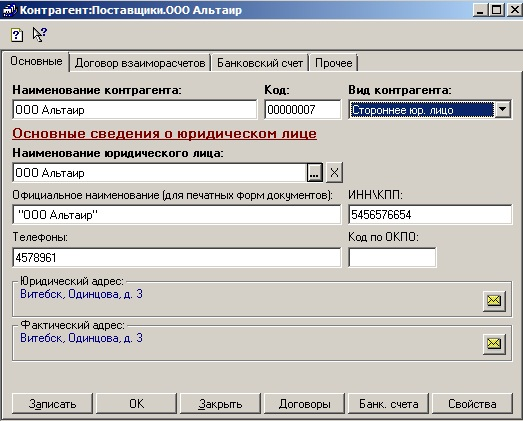 Контрагент:Поставщики.ООО Альтаир
Основные Договор взаиморасчетов Банковский счет Прочее
Наименование контрагента: Код: Вид контрагента:
ООО Альтаир 00000007 Стороннее юр. лицо
Основные сведения о юридическом лице
Наименование юридического лица:
ООО Альтаир ... X
Официальное наименование (для печатных форм документов): ИНН\КПП:
"ООО Альтаир" 5456576654
Телефоны: Код по ОКПО:
4578961
Юридический адрес:
Витебск, Одинцова, д. 3
Фактический адрес:
Витебск, Одинцова, д. 3
Записать OK Закрыть Договоры Банк. счета Свойства